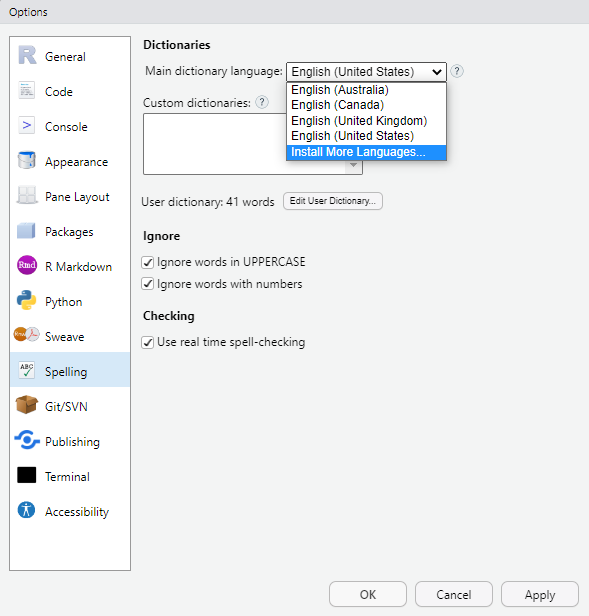 Options
General
Code
Console
Appearance
Pane Layout
Packages
Rmd R Markdown
Python
Rnw Sweave
ABC Spelling
Git/SVN
Publishing
Terminal
Accessibility
Dictionaries
Main dictionary language: English (United States) ?
English (Australia)
English (Canada)
English (United Kingdom)
English (United States)
Install More Languages...
Custom dictionaries: ?
User dictionary: 41 words Edit User Dictionary...
Ignore
Ignore words in UPPERCASE
Ignore words with numbers
Checking
Use real time spell-checking
OK Cancel Apply